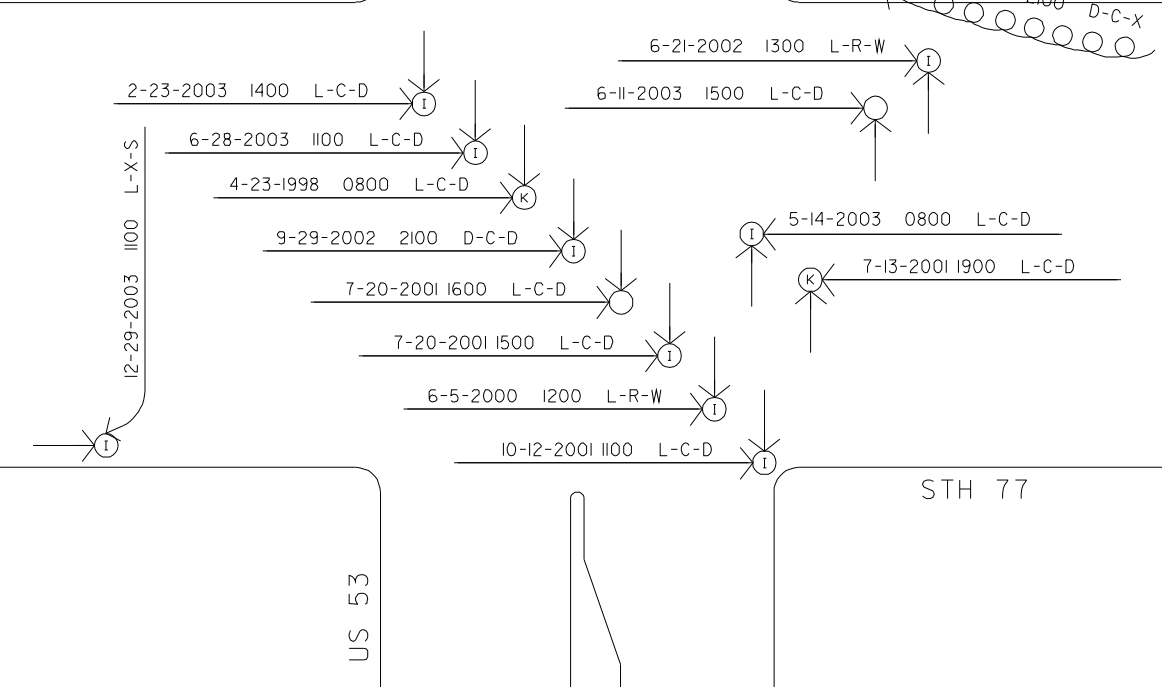 2100 D-C-X
6-21-2002 1300 L-R-W
I
2-23-2003 1400 L-C-D
I
6-11-2003 1500 L-C-D
6-28-2003 1100 L-C-D
I
4-23-1998 0800 L-C-D
K
12-29-2003 1100 L-X-S
I
9-29-2002 2100 D-C-D
I
5-14-2003 0800 L-C-D
I
7-13-2001 1900 L-C-D
K
7-20-2001 1600 L-C-D
7-20-2001 1500 L-C-D
I
6-5-2000 1200 L-R-W
I
10-12-2001 1100 L-C-D
I
STH 77
US 53